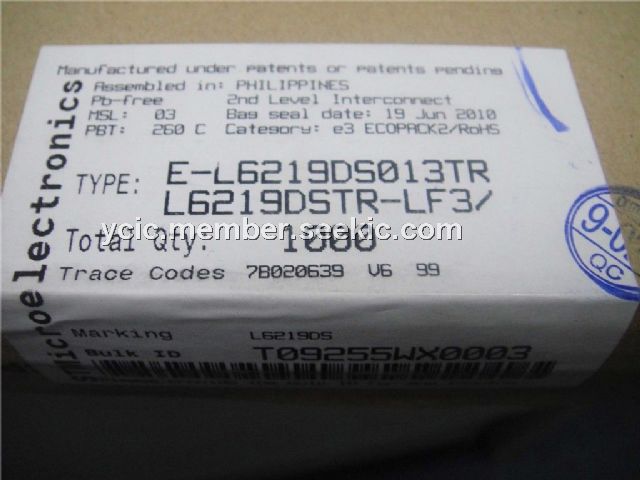 Manufactured under patents or patents pending
Assembled in: PHILIPPINES
Pb-free 2nd Level Interconnect
MSL: 03 Bag seal date: 19 Jun 2010
PBT: 260 C Category: e3 ECOPACK2/RoHS
TYPE: E-L6219DS013TR
L6219DSTR-LF3/
ycic.member.seekic.com
Total Qty: 1000
Trace Codes 7B020639 V6 99
Marking L6219DS
Bulk ID T0925SWX0003
microelectronics
QC